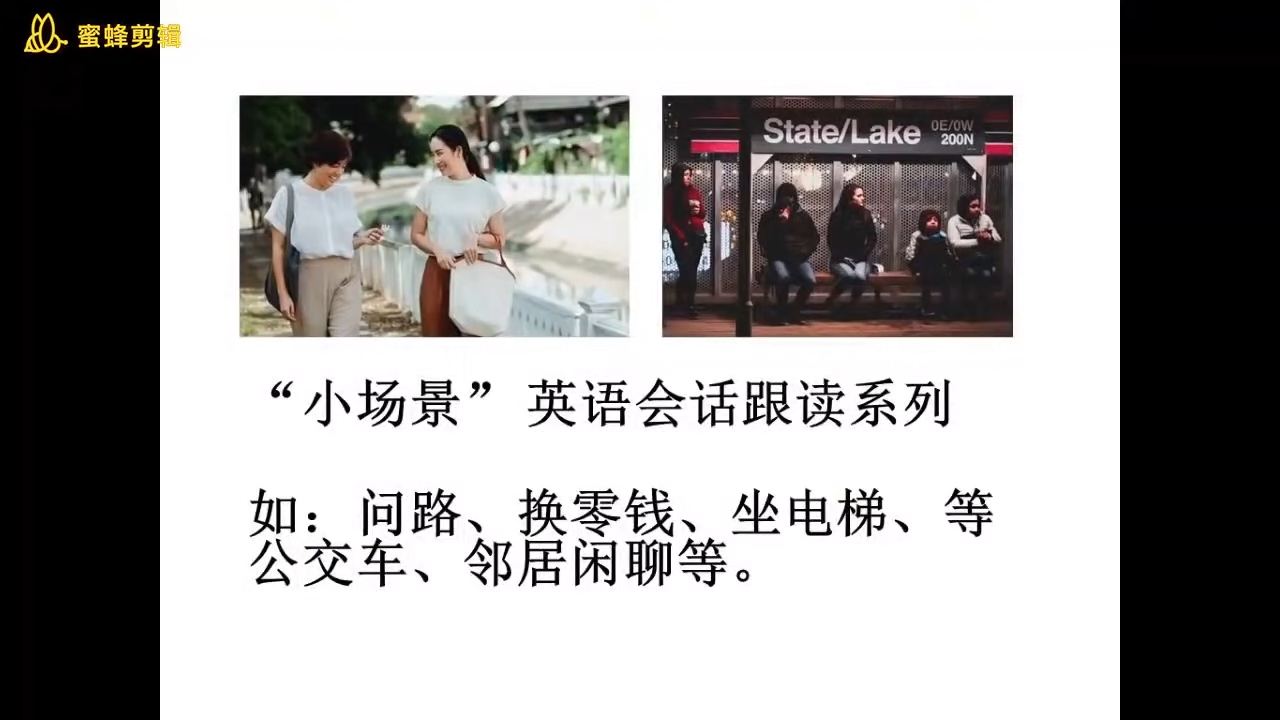 蜜蜂剪辑
State/Lake
0E/0W
200N
“小场景”英语会话跟读系列
如：问路、换零钱、坐电梯、等
公交车、邻居闲聊等。